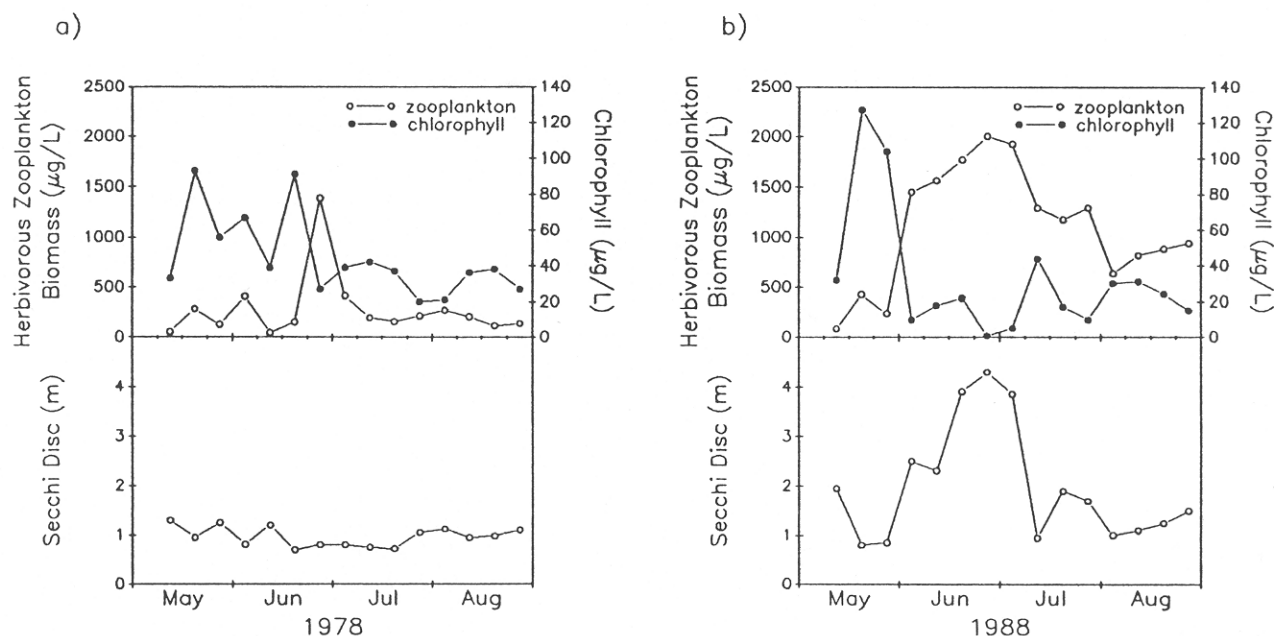 a)
2500
2000
1500
1000
500
0
Herbivorous Zooplankton
Biomass (µg/L)
zooplankton
chlorophyll
140
120
100
80
60
40
20
0
Chlorophyll (µg/L)
4
3
2
1
0
Secchi Disc (m)
May Jun Jul Aug
1978
b)
2500
2000
1500
1000
500
0
Herbivorous Zooplankton
Biomass (µg/L)
zooplankton
chlorophyll
140
120
100
80
60
40
20
0
Chlorophyll (µg/L)
4
3
2
1
0
Secchi Disc (m)
May Jun Jul Aug
1988